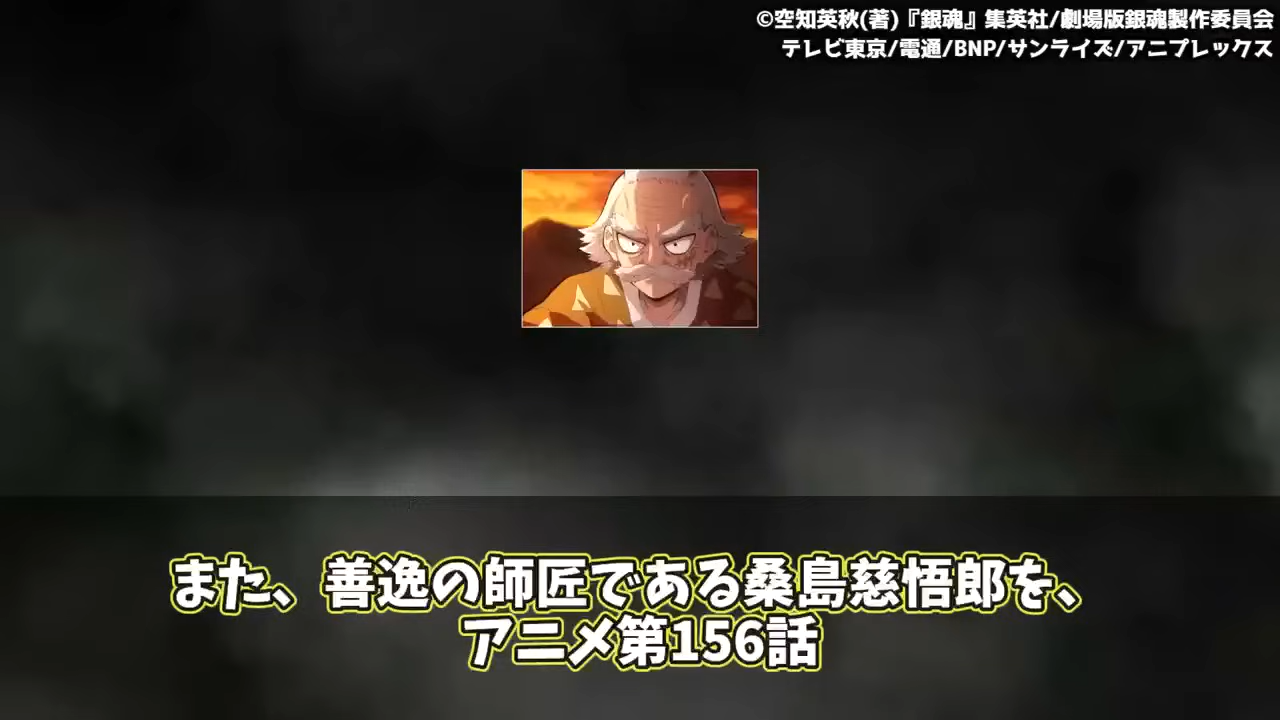 ©空知英秋(著)『銀魂』集英社/劇場版銀魂製作委員会
テレビ東京/電通/BNP/サンライズ/アニプレックス
また、善逸の師匠である桑島慈悟郎を、
アニメ第156話